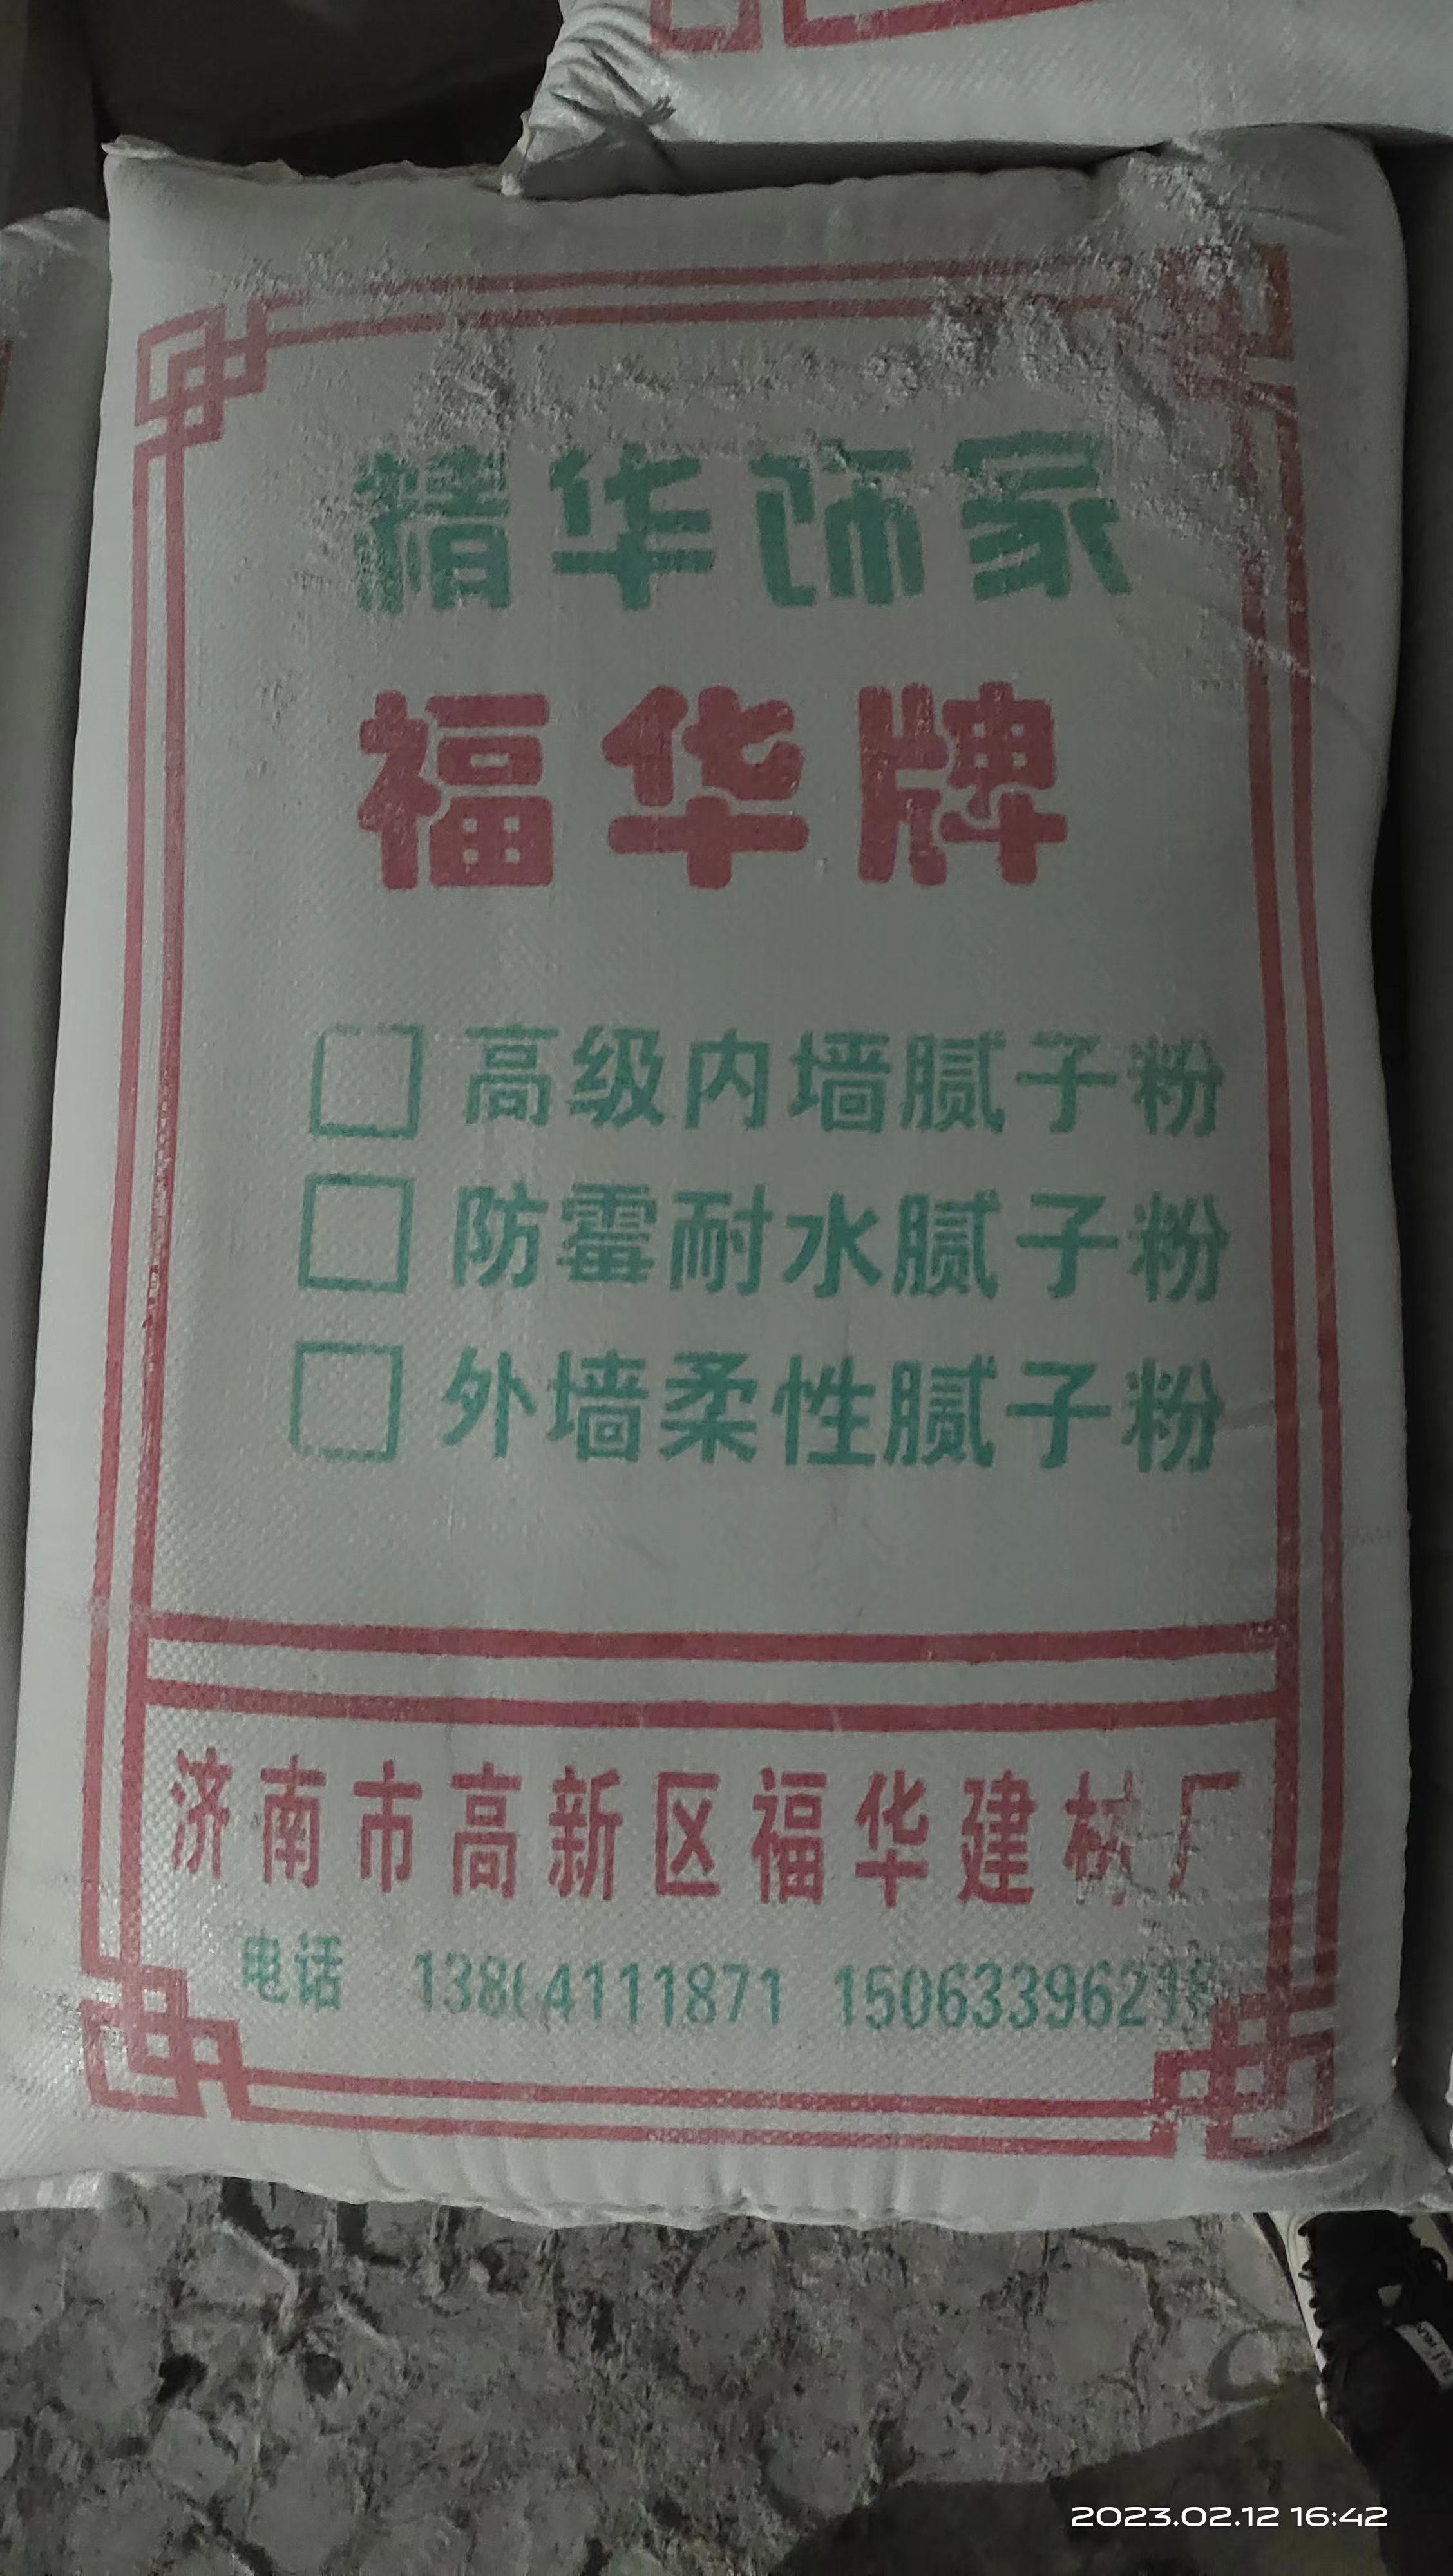 精华饰家
福华牌
高级内墙腻子粉
防霉耐水腻子粉
外墙柔性腻子粉
济南市高新区福华建材厂
电话
2023.02.12 16:42